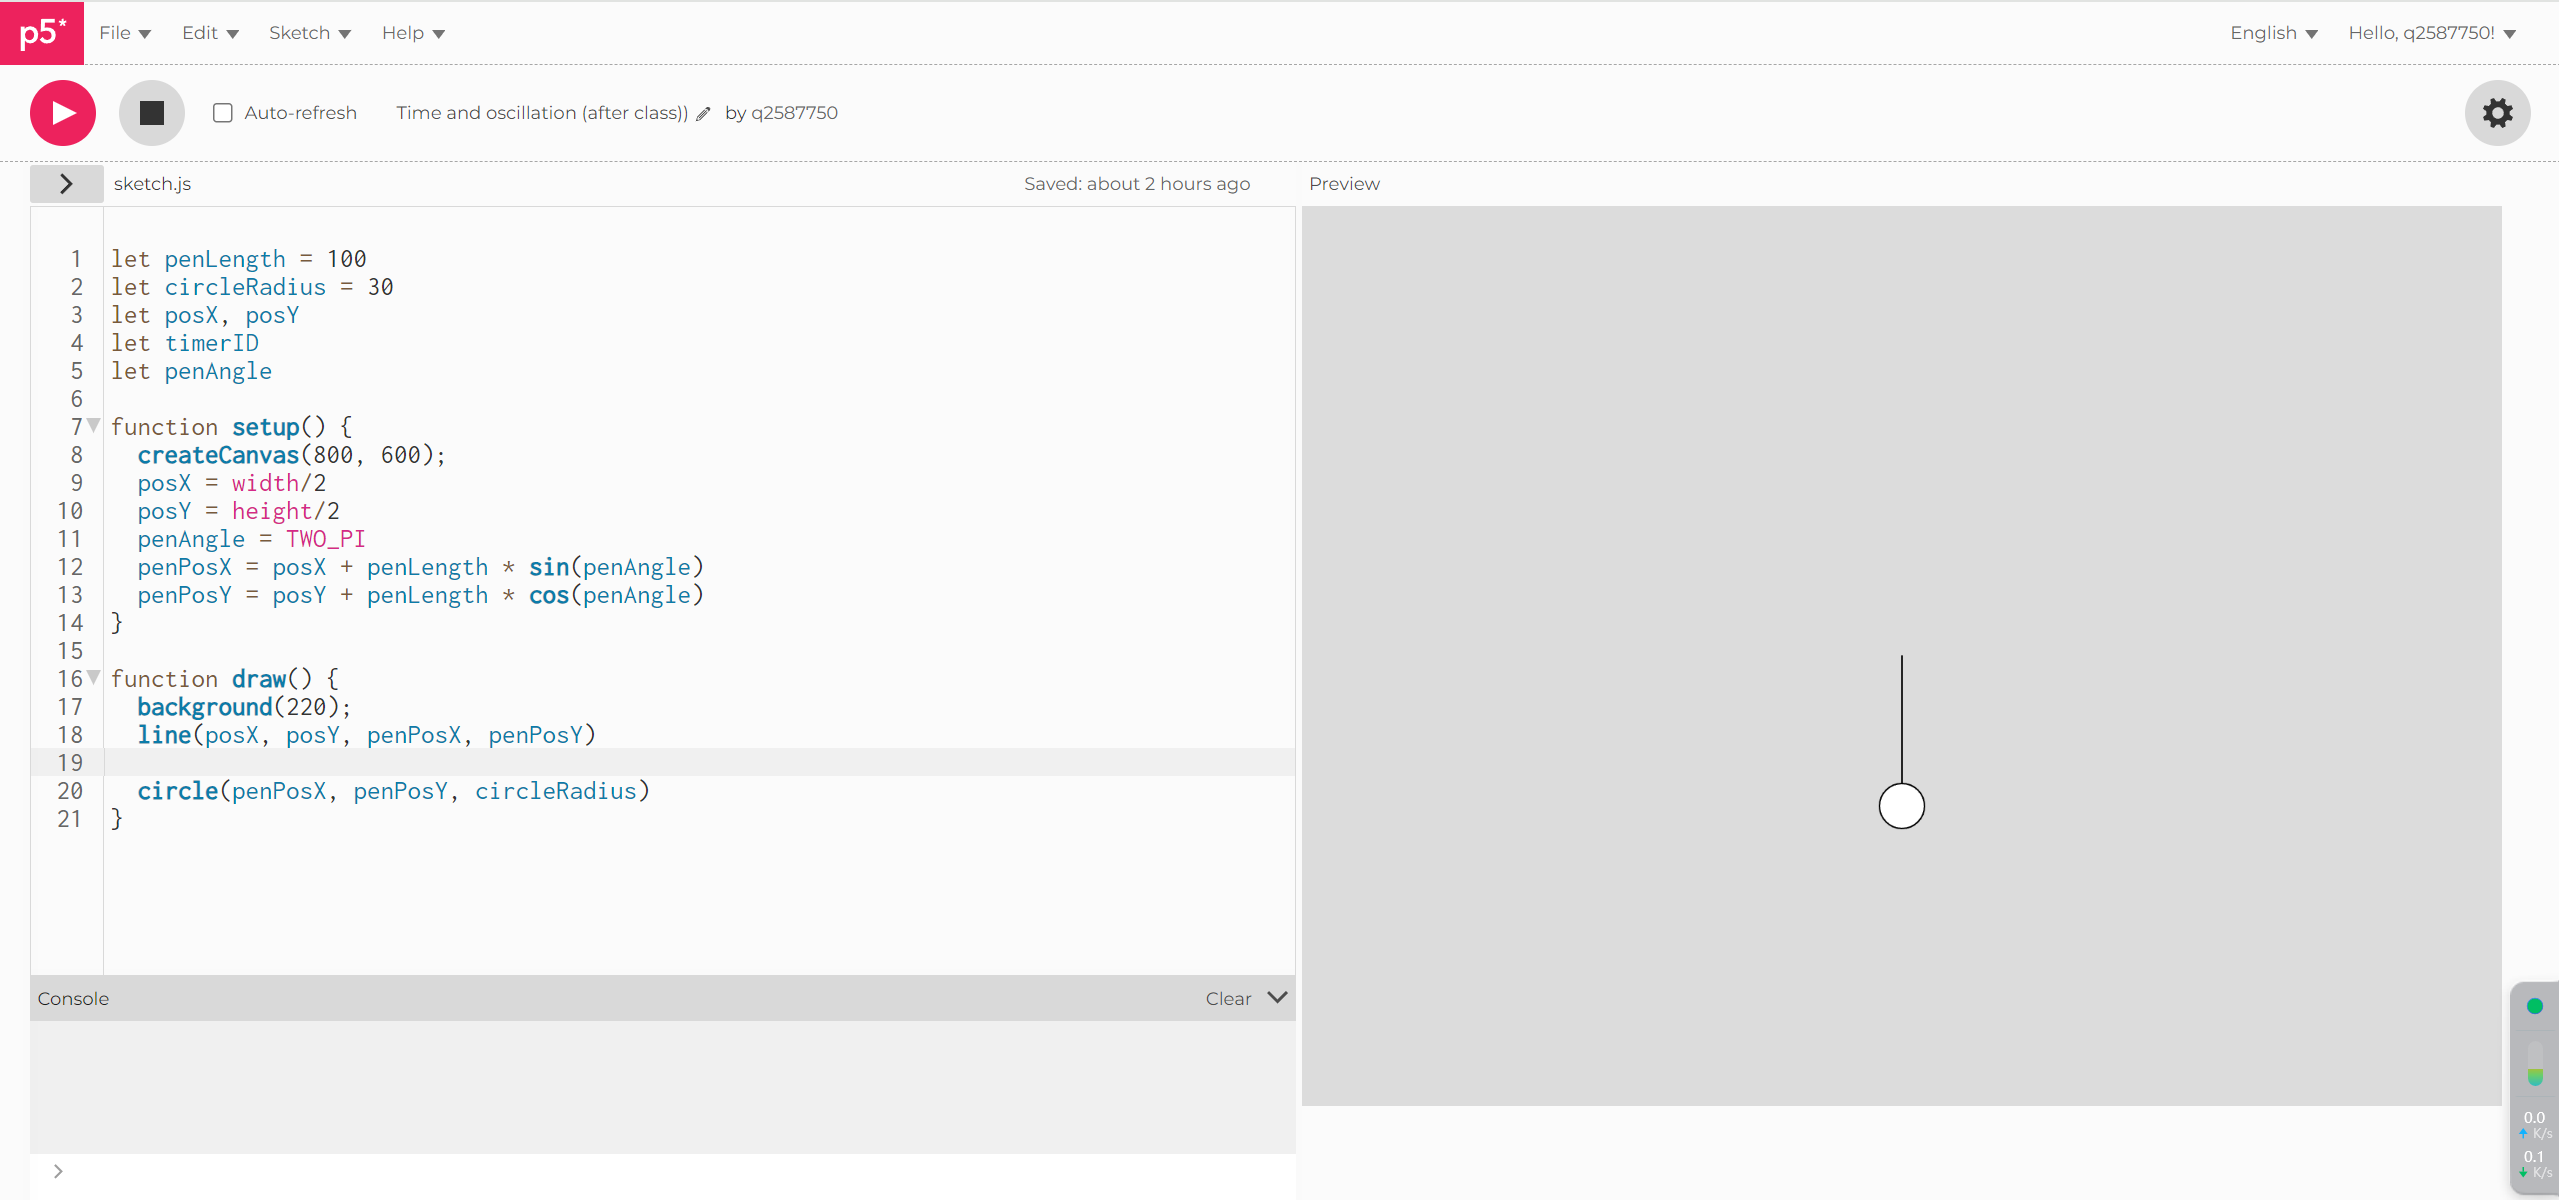 p5*
File Edit Sketch Help English Hello, q2587750!
Auto-refresh Time and oscillation (after class)) by q2587750
sketch.js Saved: about 2 hours ago Preview
1 let penLength = 100
2 let circleRadius = 30
3 let posX, posY
4 let timerID
5 let penAngle
6
7 function setup() {
8 createCanvas(800, 600);
9 posX = width/2
10 posY = height/2
11 penAngle = TWO_PI
12 penPosX = posX + penLength * sin(penAngle)
13 penPosY = posY + penLength * cos(penAngle)
14 }
15
16 function draw() {
17 background(220);
18 line(posX, posY, penPosX, penPosY)
19
20 circle(penPosX, penPosY, circleRadius)
21 }
Console Clear
0.0
K/s
0.1
K/s